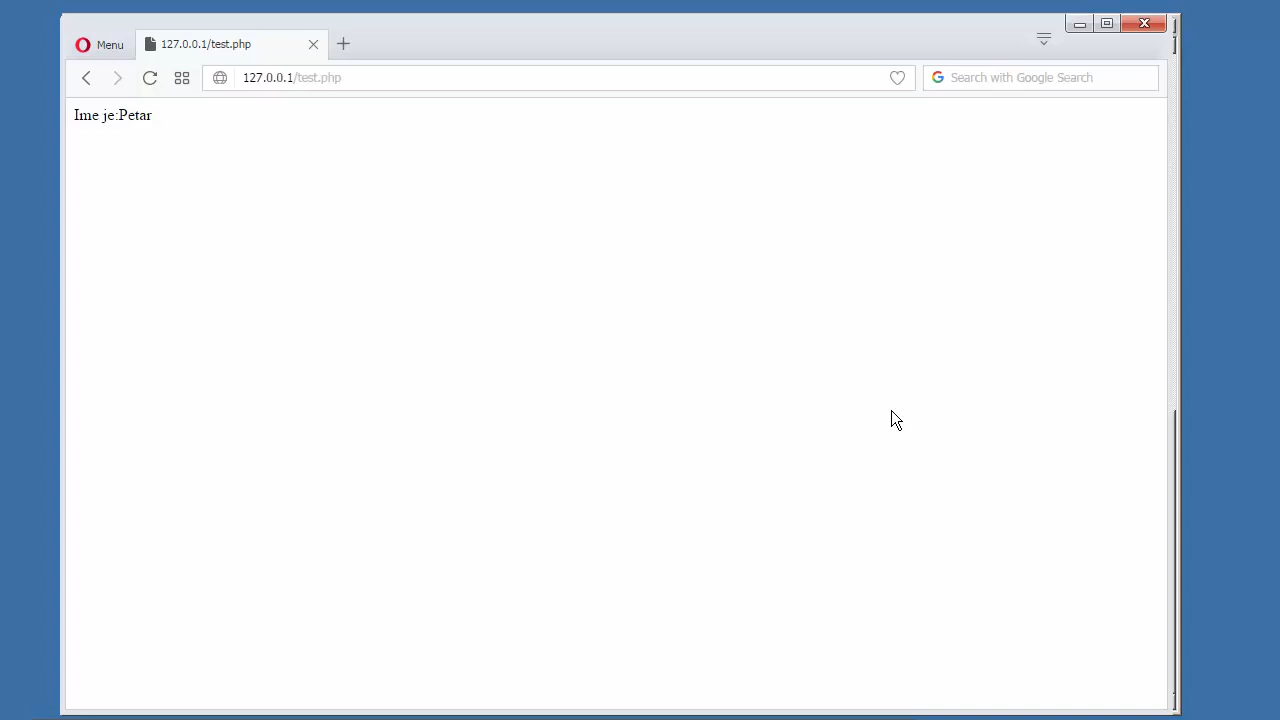 Menu
127.0.0.1/test.php
127.0.0.1/test.php
Search with Google Search
Ime je:Petar